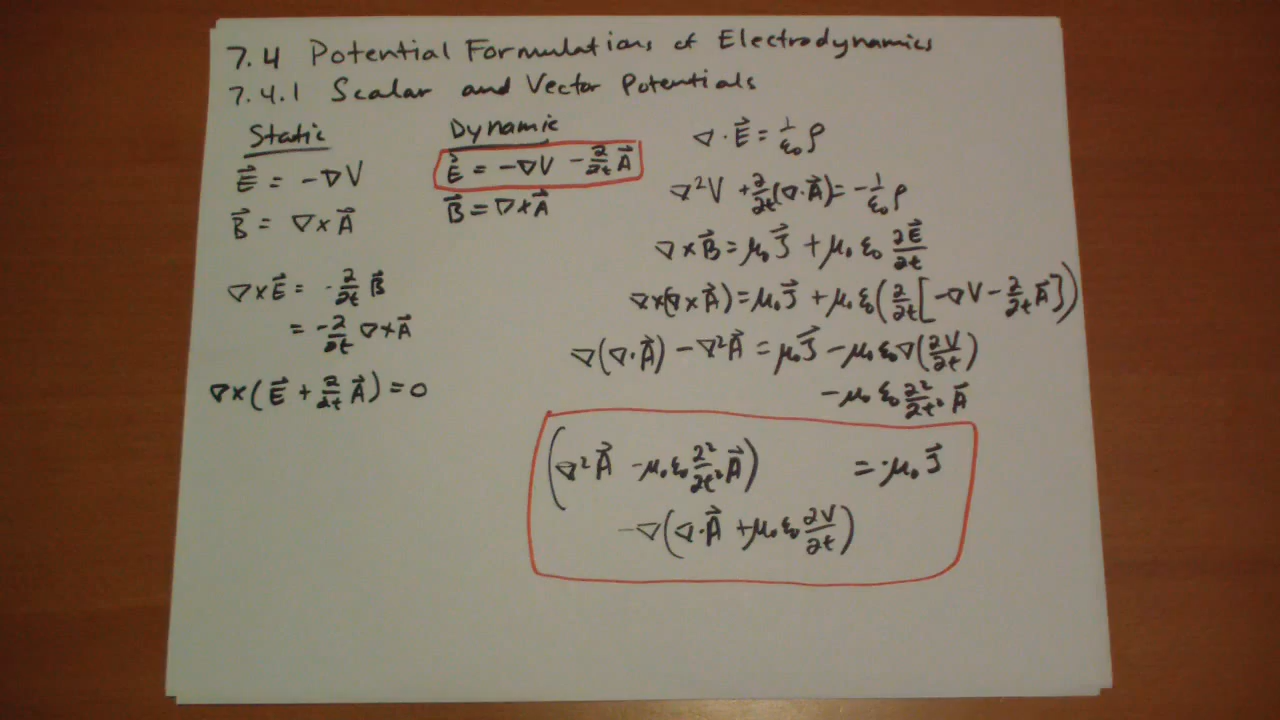 7.4 Potential Formulations of Electrodynamics
7.4.1 Scalar and Vector Potentials
Static
E⃗ = -∇V
B⃗ = ∇×A⃗
∇×E⃗ = -∂/∂t B⃗
= -∂/∂t ∇×A⃗
∇×(E⃗ + ∂/∂t A⃗) = 0
Dynamic
E⃗ = -∇V - ∂/∂t A⃗
B⃗ = ∇×A⃗
∇·E⃗ = 1/ε₀ ρ
∇²V + ∂/∂t(∇·A⃗) = -1/ε₀ ρ
∇×B⃗ = μ₀J⃗ + μ₀ε₀ ∂E⃗/∂t
∇×(∇×A⃗) = μ₀J⃗ + μ₀ε₀(∂/∂t[-∇V - ∂/∂t A⃗])
∇(∇·A⃗) - ∇²A⃗ = μ₀J⃗ - μ₀ε₀∇(∂V/∂t)
- μ₀ε₀ ∂²/∂t² A⃗
(∇²A⃗ - μ₀ε₀ ∂²/∂t² A⃗) = -μ₀J⃗
-∇(∇·A⃗ + μ₀ε₀ ∂V/∂t)